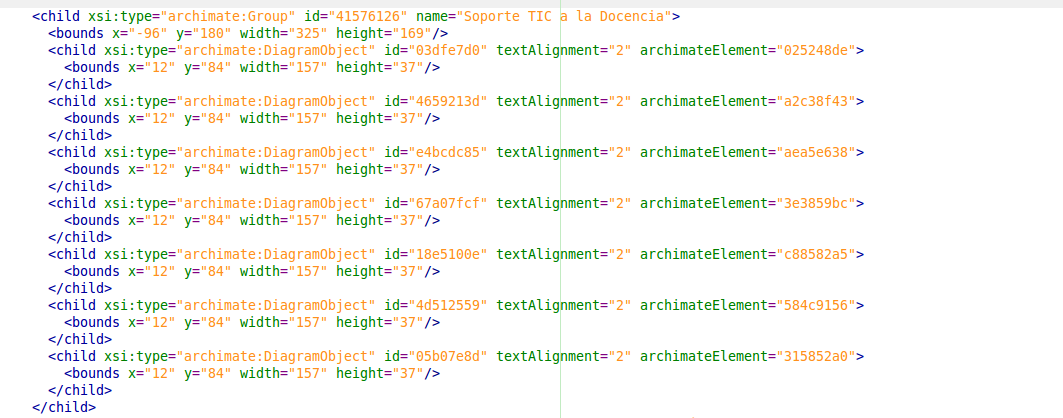 <child xsi:type="archimate:Group" id="41576126" name="Soporte TIC a la Docencia">
<bounds x="-96" y="180" width="325" height="169"/>
<child xsi:type="archimate:DiagramObject" id="03dfe7d0" textAlignment="2" archimateElement="025248de">
<bounds x="12" y="84" width="157" height="37"/>
</child>
<child xsi:type="archimate:DiagramObject" id="4659213d" textAlignment="2" archimateElement="a2c38f43">
<bounds x="12" y="84" width="157" height="37"/>
</child>
<child xsi:type="archimate:DiagramObject" id="e4bcdc85" textAlignment="2" archimateElement="aea5e638">
<bounds x="12" y="84" width="157" height="37"/>
</child>
<child xsi:type="archimate:DiagramObject" id="67a07fcf" textAlignment="2" archimateElement="3e3859bc">
<bounds x="12" y="84" width="157" height="37"/>
</child>
<child xsi:type="archimate:DiagramObject" id="18e5100e" textAlignment="2" archimateElement="c88582a5">
<bounds x="12" y="84" width="157" height="37"/>
</child>
<child xsi:type="archimate:DiagramObject" id="4d512559" textAlignment="2" archimateElement="584c9156">
<bounds x="12" y="84" width="157" height="37"/>
</child>
<child xsi:type="archimate:DiagramObject" id="05b07e8d" textAlignment="2" archimateElement="315852a0">
<bounds x="12" y="84" width="157" height="37"/>
</child>
</child>